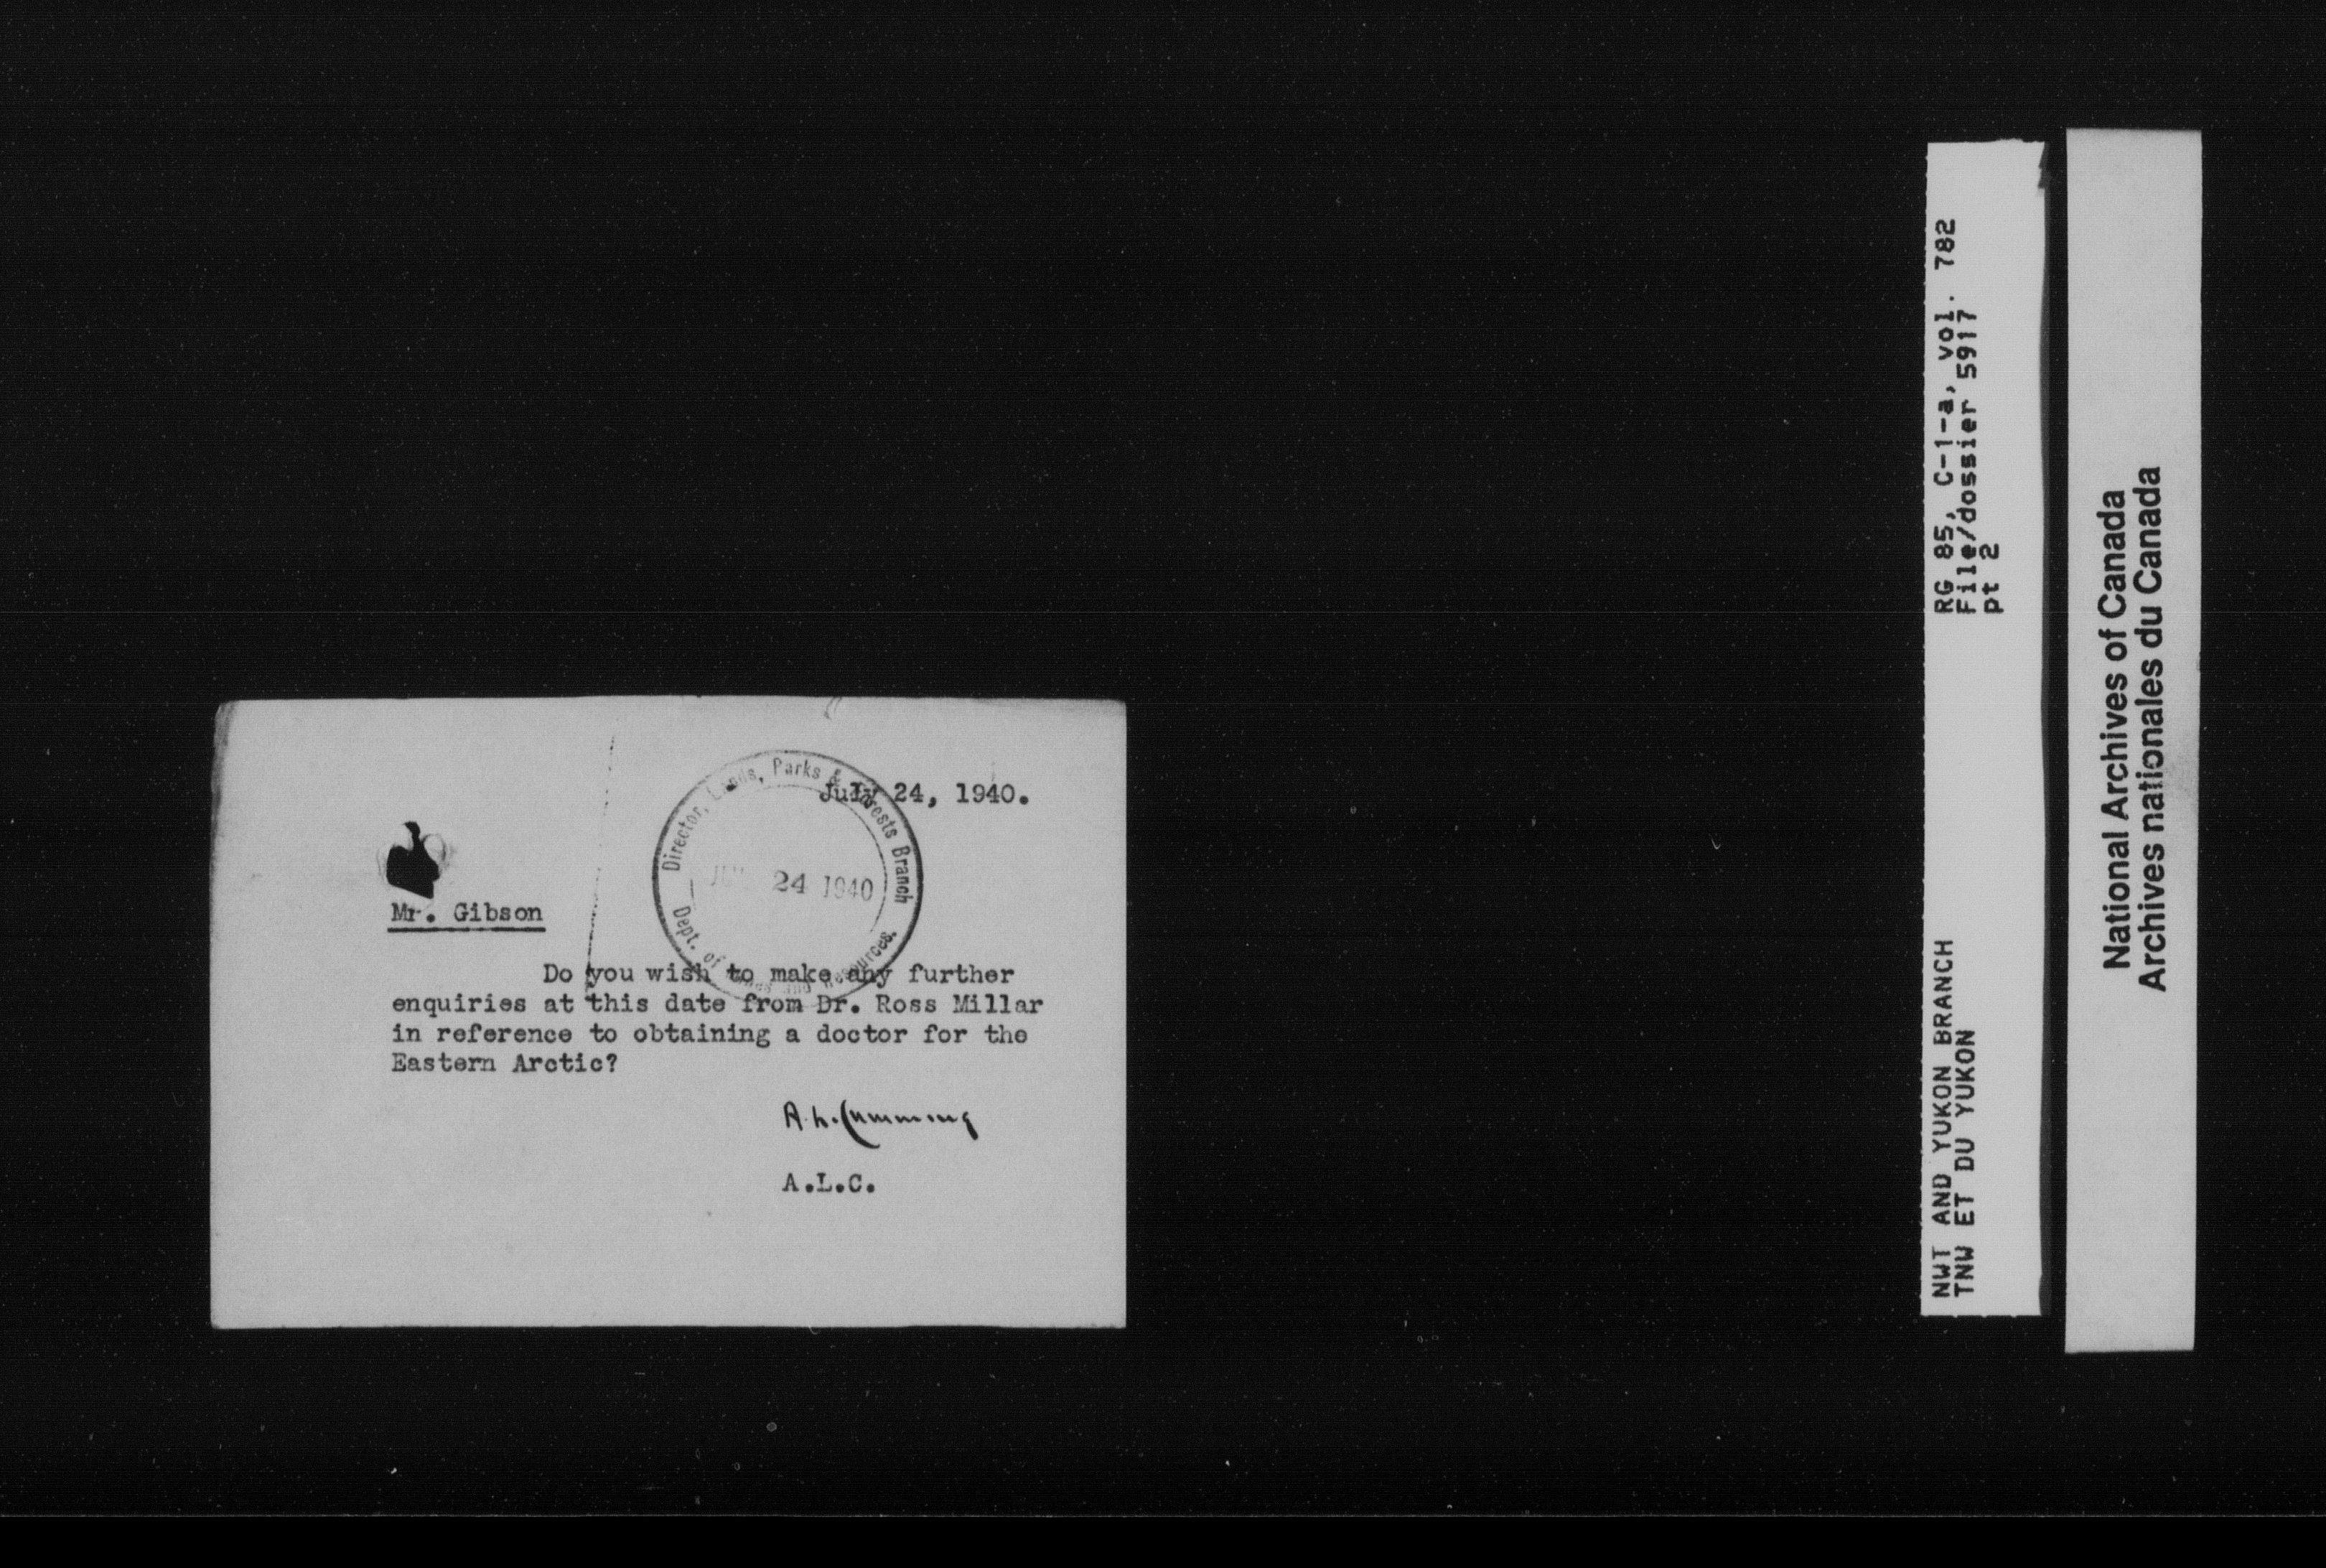 July 24, 1940.
Director, Lands, Parks & Forests Branch
24 1940
Dept. of Mines and Resources.
Mr. Gibson
Do you wish to make any further
enquiries at this date from Dr. Ross Millar
in reference to obtaining a doctor for the
Eastern Arctic?
A. L. Cumming
A.L.C.
NWT AND YUKON BRANCH
TNW ET DU YUKON
RG 85, C-1-a, vol. 782
File/dossier 5917
pt 2
National Archives of Canada
Archives nationales du Canada